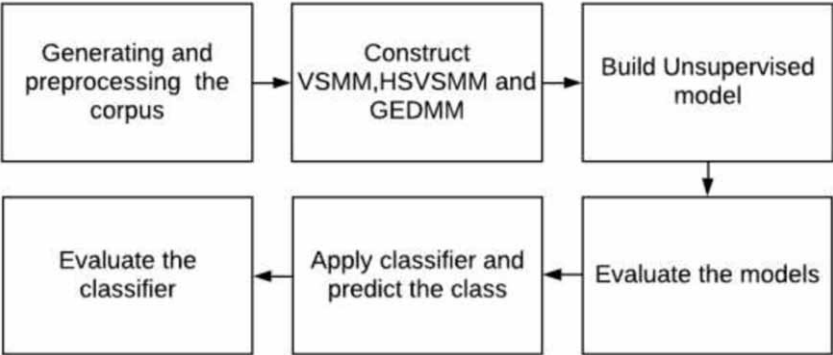 Generating and
preprocessing the
corpus
Construct
VSMM,HSVSMM and
GEDMM
Build Unsupervised
model
Evaluate the models
Apply classifier and
predict the class
Evaluate the
classifier